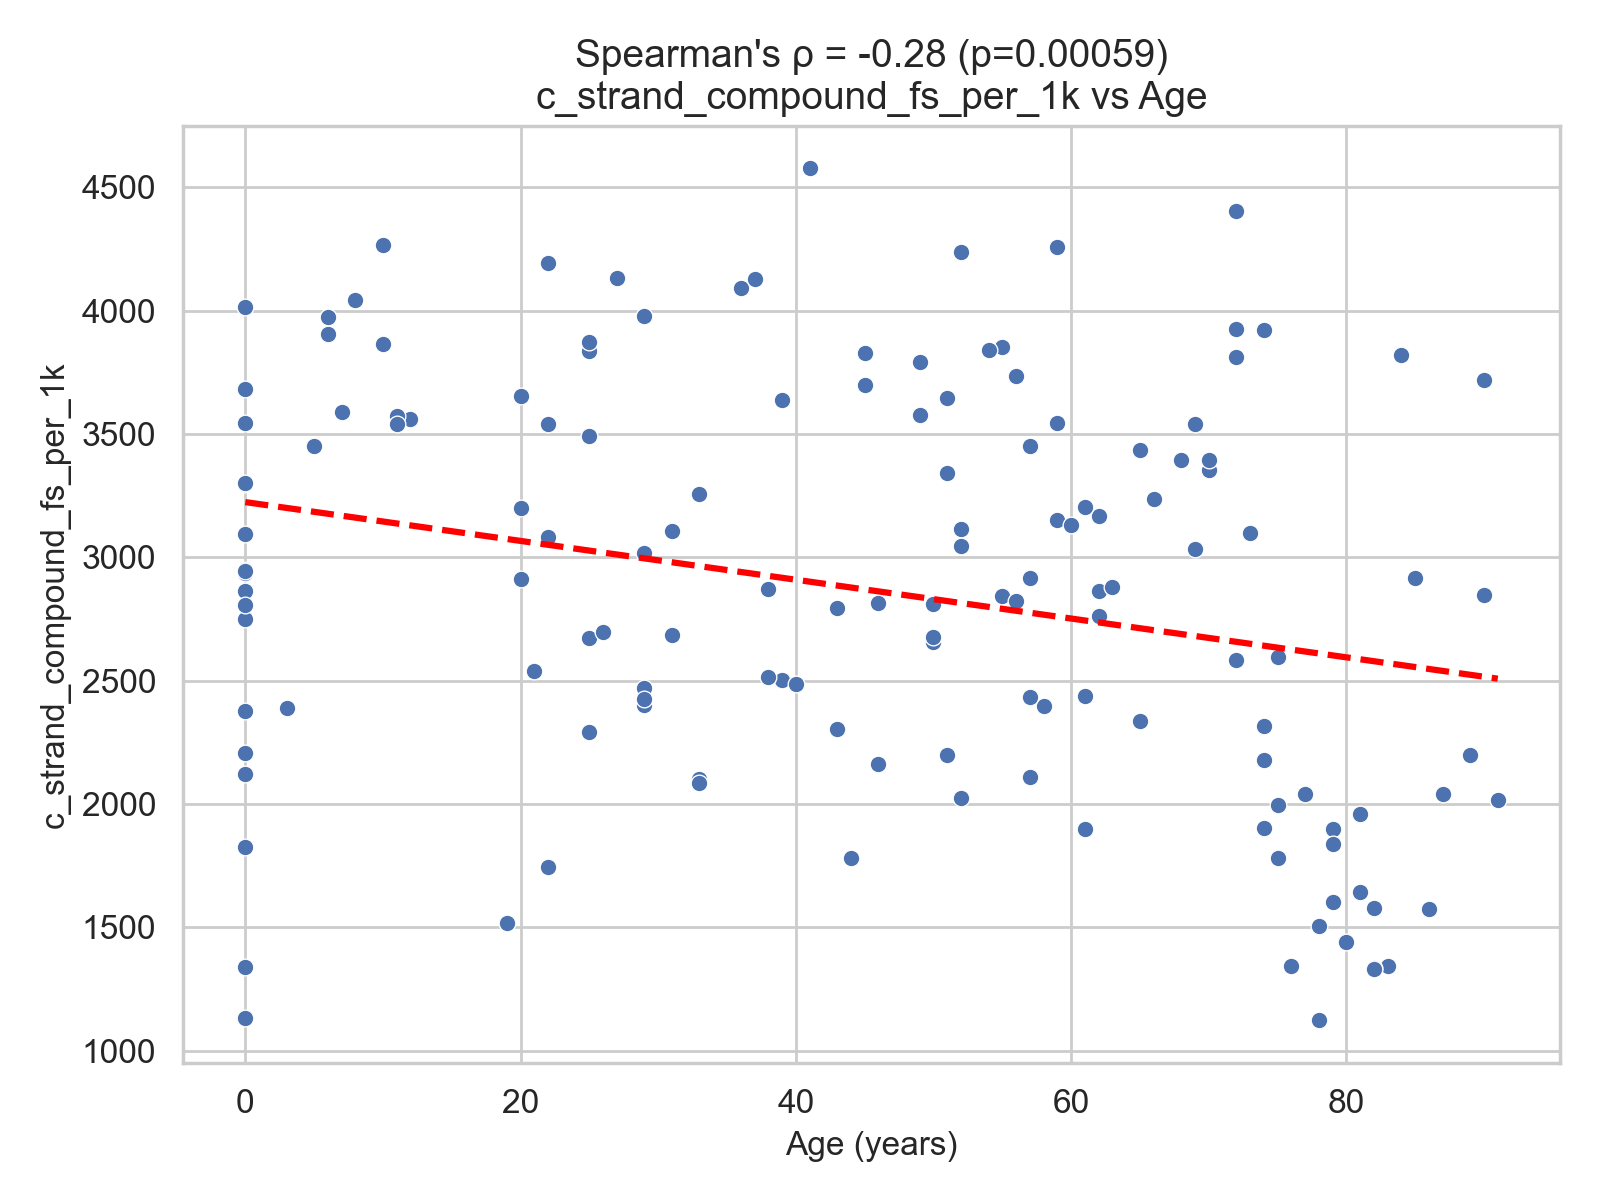 Spearman's ρ = -0.28 (p=0.00059)
c_strand_compound_fs_per_1k vs Age
c_strand_compound_fs_per_1k
4500
4000
3500
3000
2500
2000
1500
1000
0 20 40 60 80
Age (years)